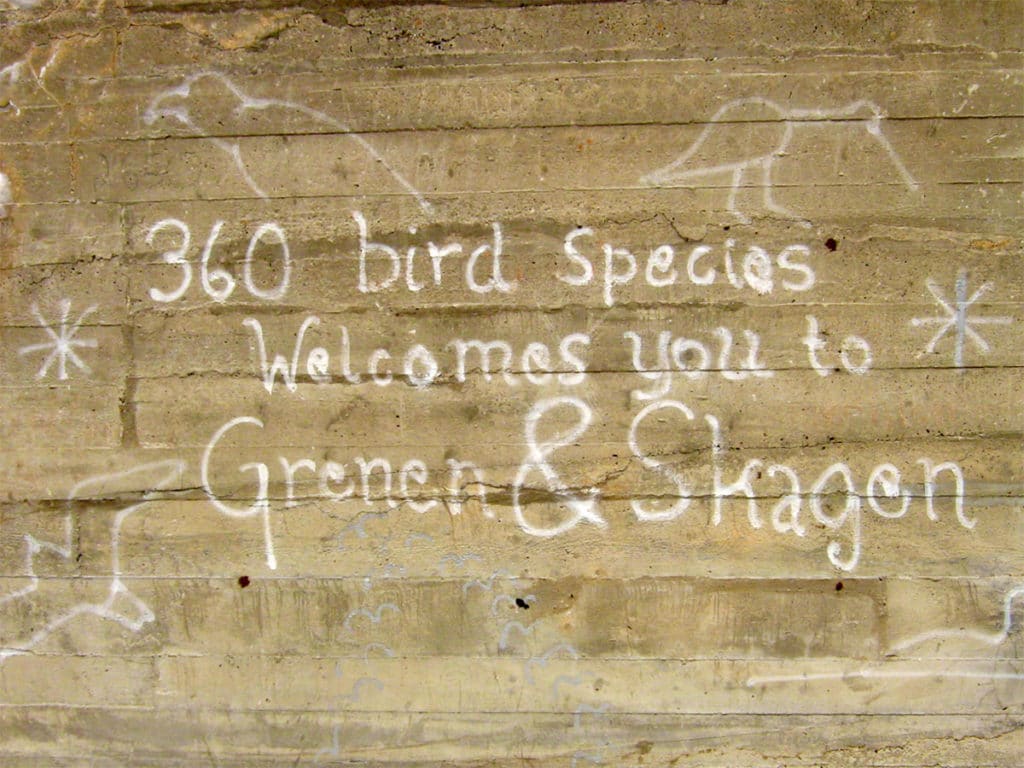 360 bird species
Welcomes you to
Grenen & Skagen